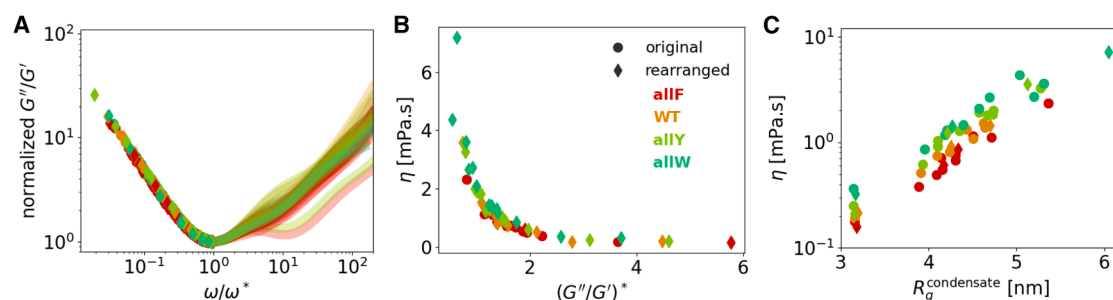 A
normalized G''/G'
10²
10¹
10⁰
10⁻¹
10⁰
10¹
10²
ω/ω*
B
η [mPa.s]
6
4
2
0
2
4
6
(G''/G')*
original
rearranged
allF
WT
allY
allW
C
η [mPa.s]
10¹
10⁰
10⁻¹
3
4
5
6
R_g^condensate [nm]